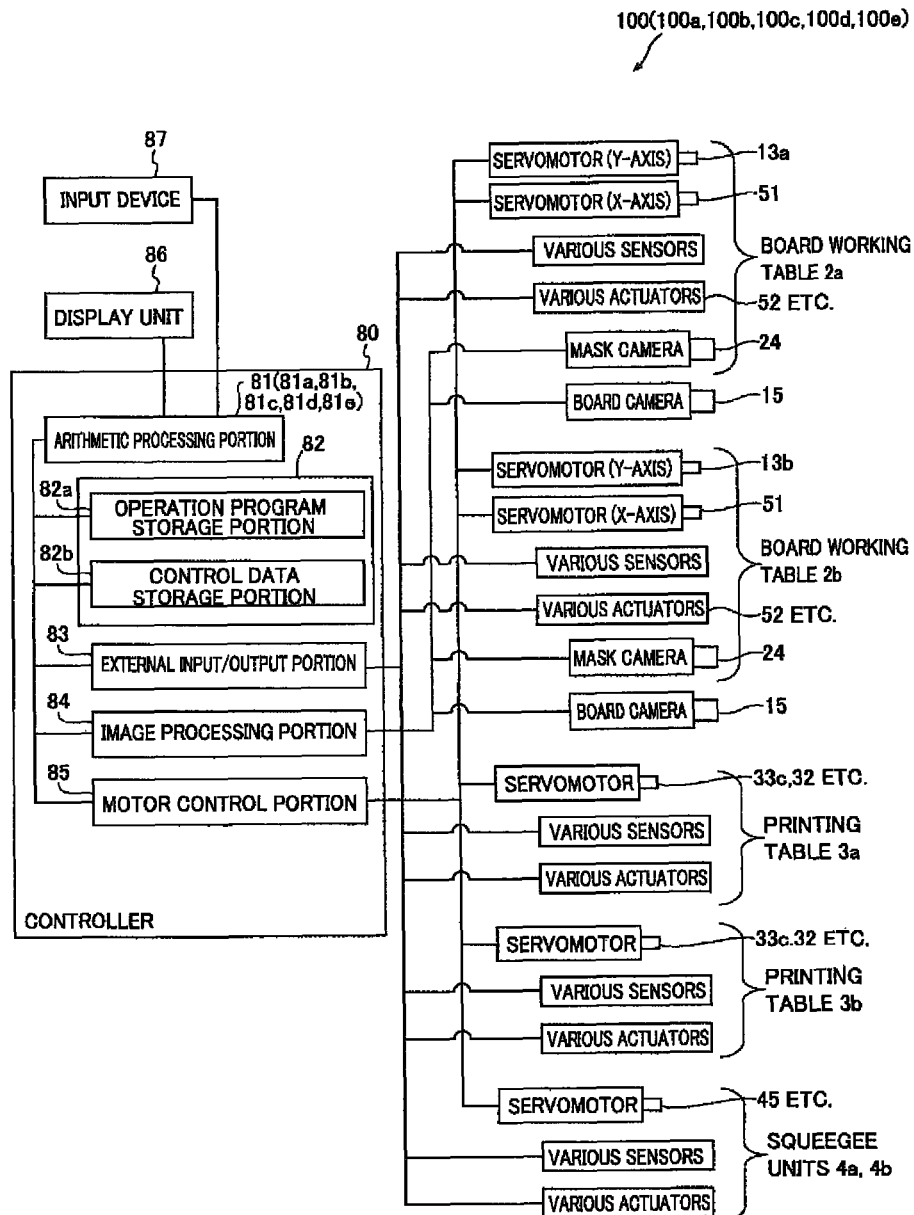 100(100a,100b,100c,100d,100e)
87
INPUT DEVICE
86
DISPLAY UNIT
80
81(81a,81b,
81c,81d,81e)
ARITHMETIC PROCESSING PORTION
82
82a
OPERATION PROGRAM
STORAGE PORTION
82b
CONTROL DATA
STORAGE PORTION
83
EXTERNAL INPUT/OUTPUT PORTION
84
IMAGE PROCESSING PORTION
85
MOTOR CONTROL PORTION
CONTROLLER
SERVOMOTOR (Y-AXIS)
13a
SERVOMOTOR (X-AXIS)
51
VARIOUS SENSORS
VARIOUS ACTUATORS
52 ETC.
MASK CAMERA
24
BOARD WORKING
TABLE 2a
BOARD CAMERA
15
SERVOMOTOR (Y-AXIS)
13b
SERVOMOTOR (X-AXIS)
51
VARIOUS SENSORS
VARIOUS ACTUATORS
52 ETC.
MASK CAMERA
24
BOARD WORKING
TABLE 2b
BOARD CAMERA
15
SERVOMOTOR
33c,32 ETC.
VARIOUS SENSORS
VARIOUS ACTUATORS
PRINTING
TABLE 3a
SERVOMOTOR
33c.32 ETC.
VARIOUS SENSORS
VARIOUS ACTUATORS
PRINTING
TABLE 3b
SERVOMOTOR
45 ETC.
VARIOUS SENSORS
VARIOUS ACTUATORS
SQUEEGEE
UNITS 4a, 4b